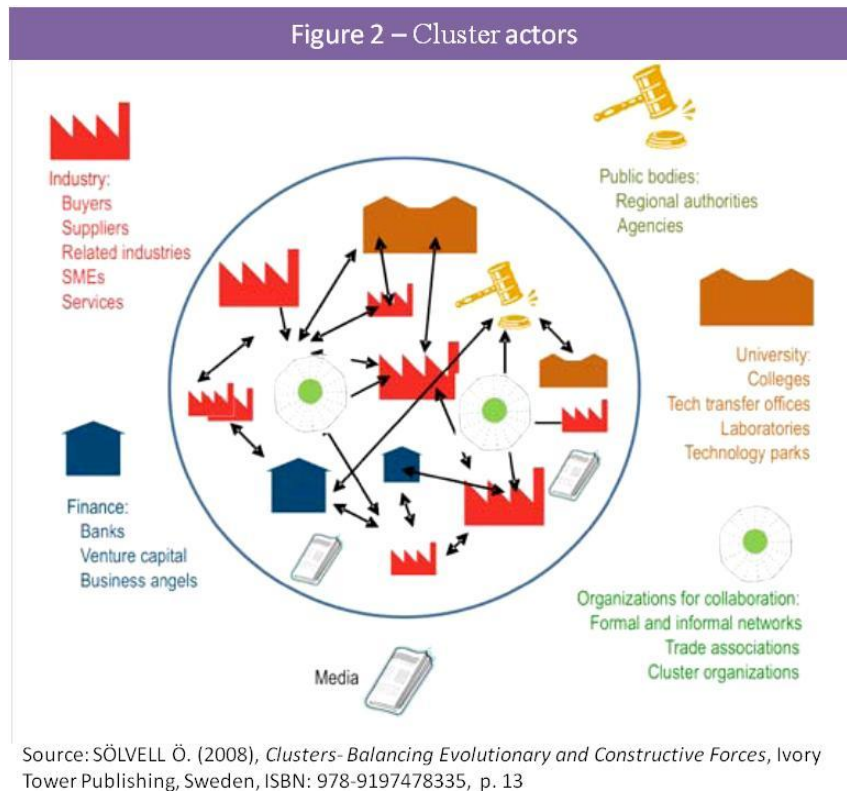 Figure 2 – Cluster actors
Industry:
Buyers
Suppliers
Related industries
SMEs
Services
Public bodies:
Regional authorities
Agencies
University:
Colleges
Tech transfer offices
Laboratories
Technology parks
Finance:
Banks
Venture capital
Business angels
Organizations for collaboration:
Formal and informal networks
Trade associations
Cluster organizations
Media
Source: SÖLVELL Ö. (2008), Clusters- Balancing Evolutionary and Constructive Forces, Ivory
Tower Publishing, Sweden, ISBN: 978-9197478335, p. 13